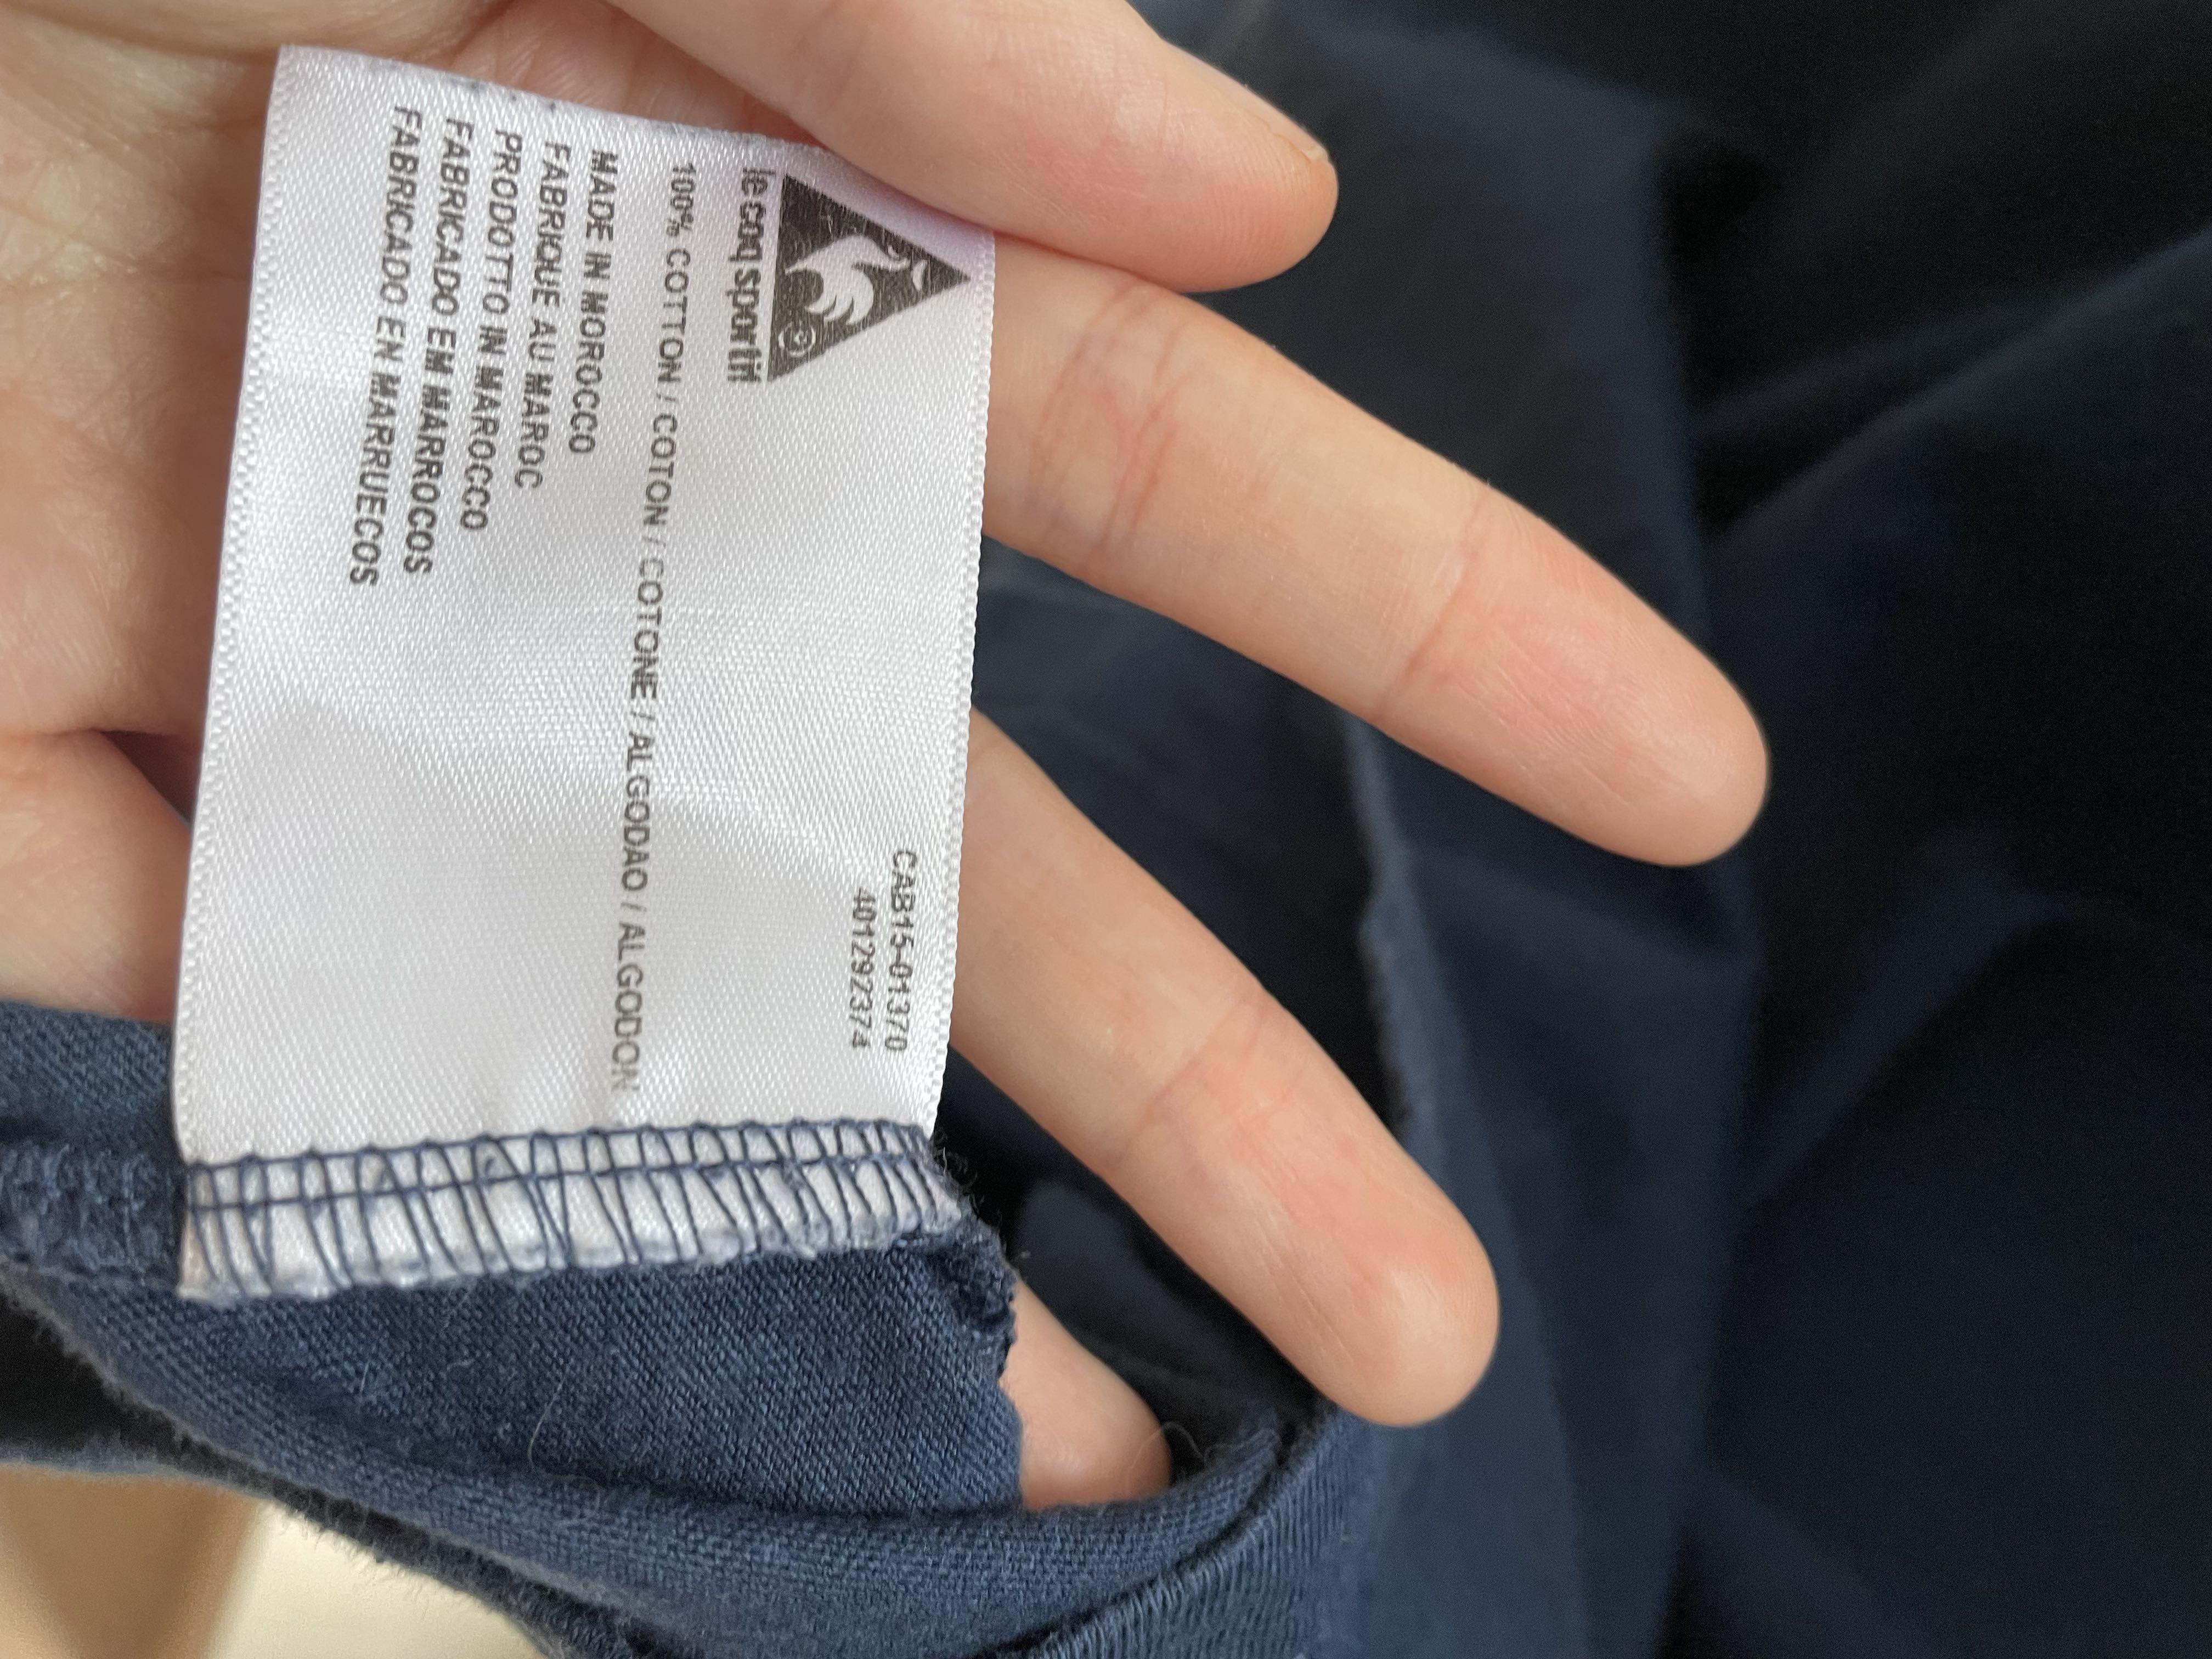 CAB15-01370
401292374
le coq sportif
100% COTTON / COTON / COTONE / ALGODAO / ALGODON
MADE IN MOROCCO
FABRIQUE AU MAROC
PRODOTTO IN MAROCCO
FABRICADO EM MARROCOS
FABRICADO EN MARRUECOS